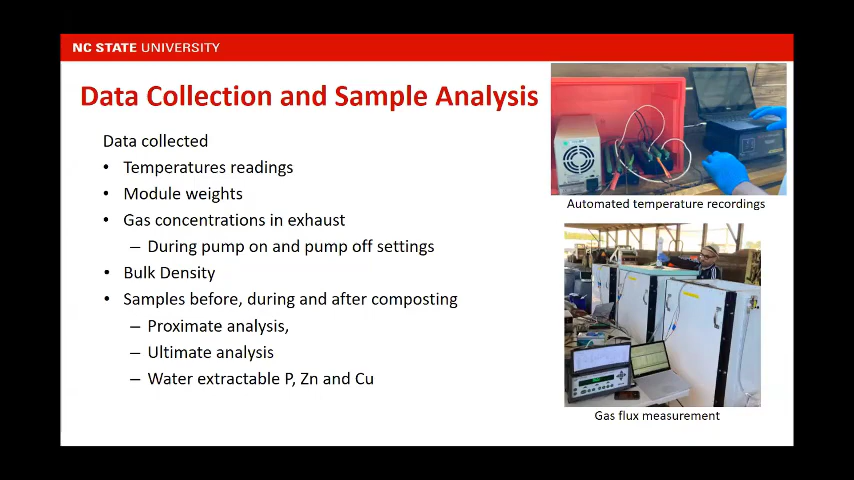 NC STATE UNIVERSITY
Data Collection and Sample Analysis
Data collected
• Temperatures readings
• Module weights
• Gas concentrations in exhaust
– During pump on and pump off settings
• Bulk Density
• Samples before, during and after composting
– Proximate analysis,
– Ultimate analysis
– Water extractable P, Zn and Cu
Automated temperature recordings
Gas flux measurement